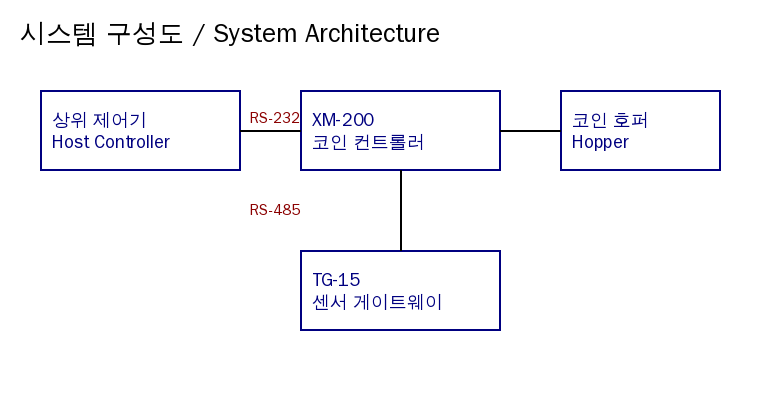 시스템 구성도 / System Architecture
상위 제어기
Host Controller
RS-232
XM-200
코인 컨트롤러
코인 호퍼
Hopper
RS-485
TG-15
센서 게이트웨이